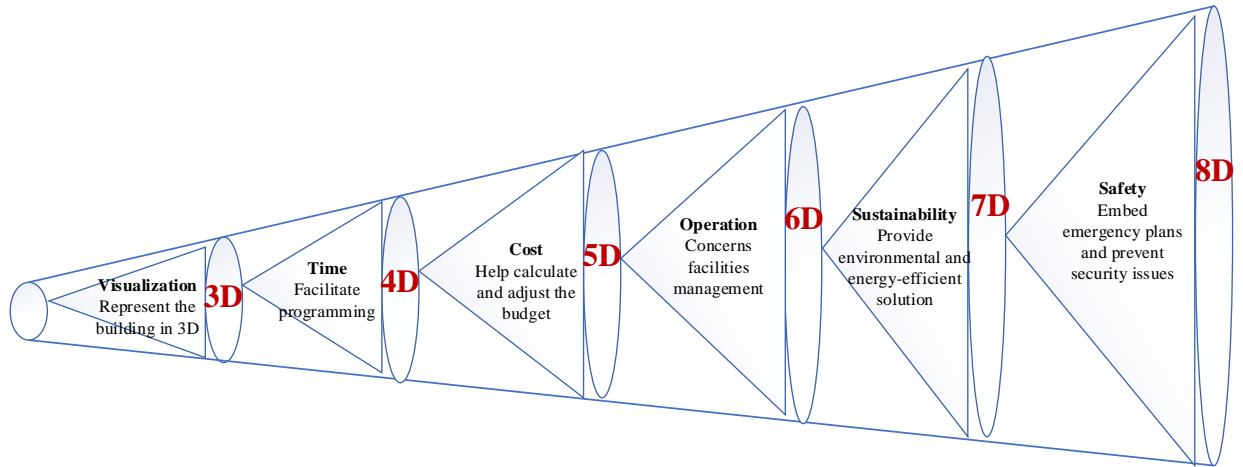 Visualization
Represent the
building in 3D
3D
Time
Facilitate
programming
4D
Cost
Help calculate
and adjust the
budget
5D
Operation
Concerns
facilities
management
6D
Sustainability
Provide
environmental and
energy-efficient
solution
7D
Safety
Embed
emergency plans
and prevent
security issues
8D